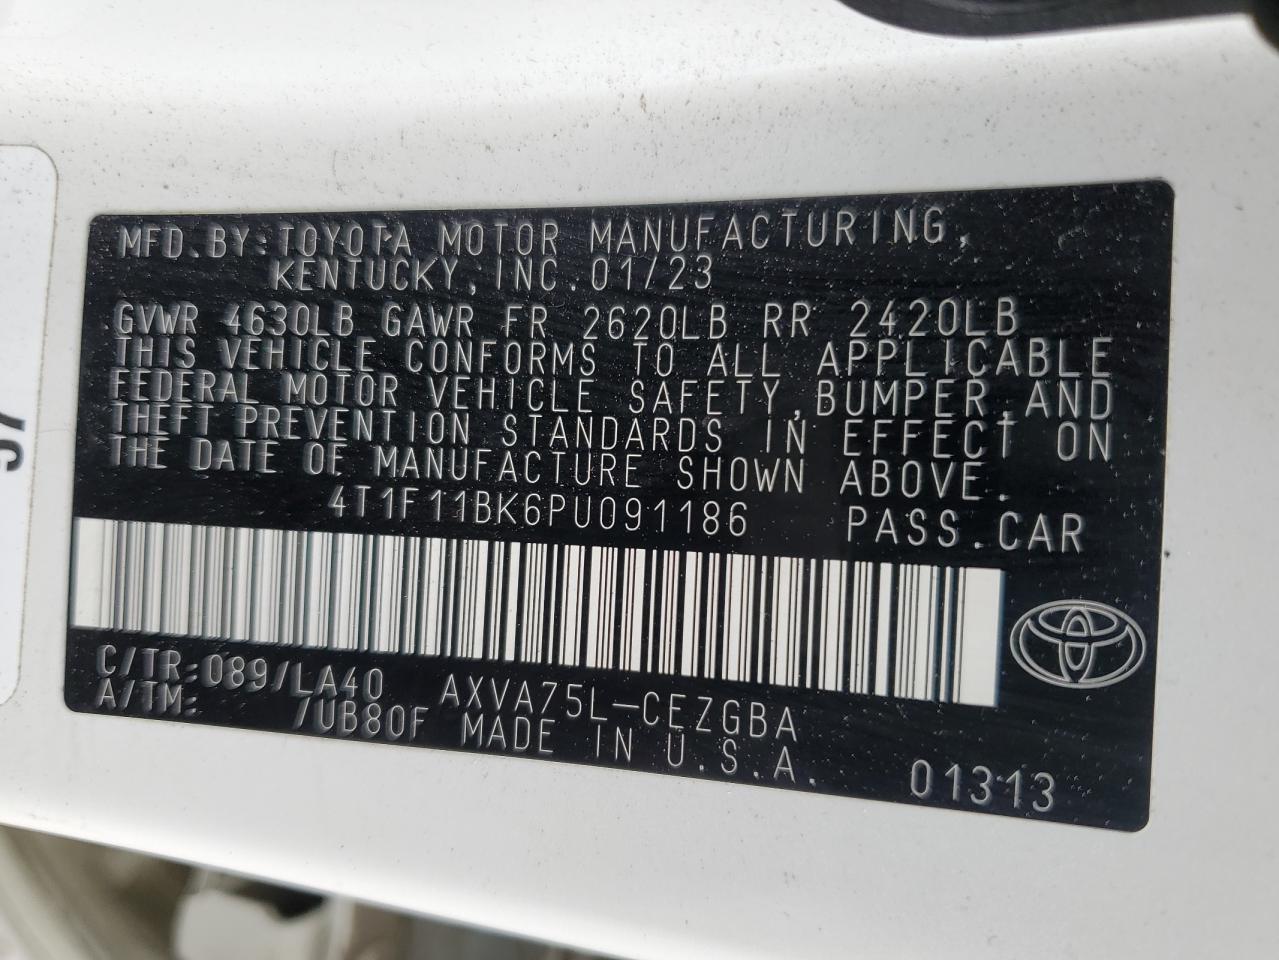 MFD.BY:TOYOTA MOTOR MANUFACTURING,
KENTUCKY,INC.01/23
GVWR 4630LB GAWR FR 2620LB RR 2420LB
THIS VEHICLE CONFORMS TO ALL APPLICABLE
FEDERAL MOTOR VEHICLE SAFETY,BUMPER,AND
THEFT PREVENTION STANDARDS IN EFFECT ON
THE DATE OF MANUFACTURE SHOWN ABOVE.
4T1F11BK6PU091186 PASS.CAR
C/TR:089/LA40 AXVA75L-CEZGBA
A/TM: /UB80F MADE IN U.S.A.
01313